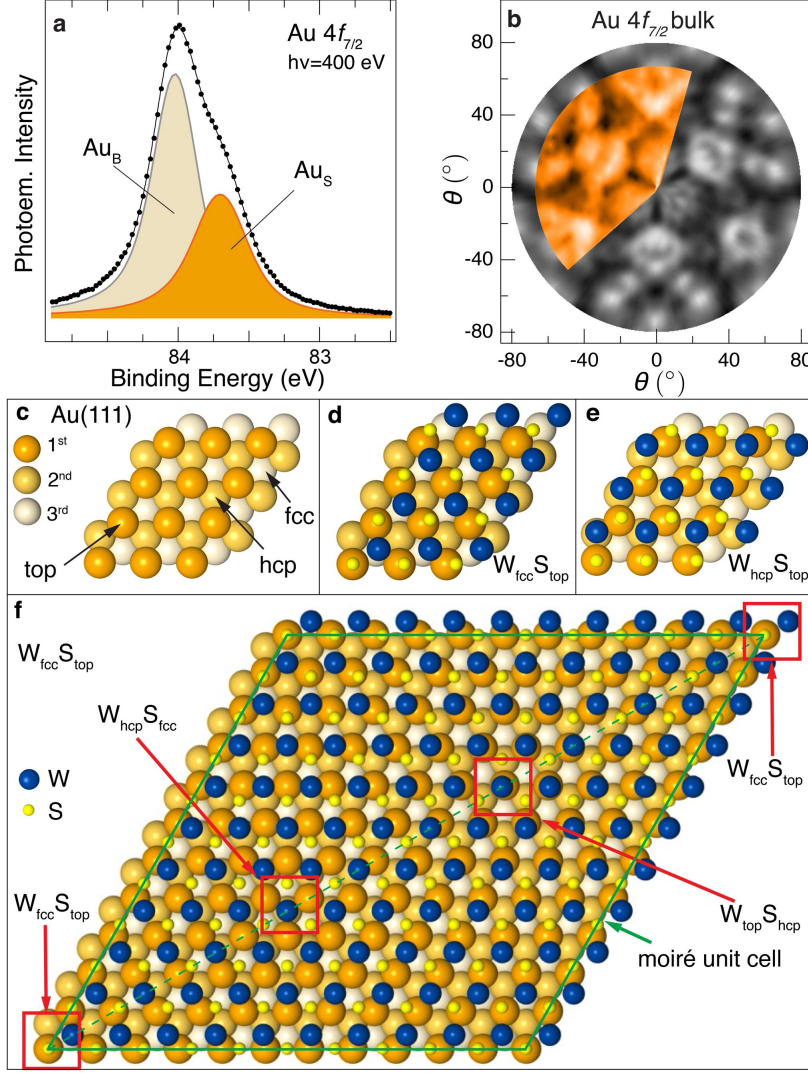 a
Au 4f7/2
hν=400 eV
AuB
AuS
Photoem. Intensity
84
83
Binding Energy (eV)
b
Au 4f7/2 bulk
80
40
0
-40
-80
θ (°)
-80
-40
0
40
80
θ (°)
c
Au(111)
1st
2nd
3rd
top
hcp
fcc
d
WfccStop
e
WhcpStop
f
WfccStop
WhcpSfcc
W
S
WfccStop
WfccStop
WtopShcp
moiré unit cell